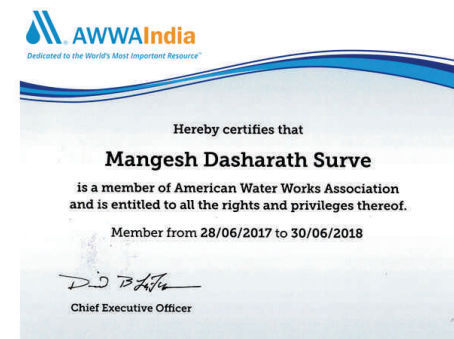 AWWAIndia
Dedicated to the World's Most Important Resource™
Hereby certifies that
Mangesh Dasharath Surve
is a member of American Water Works Association
and is entitled to all the rights and privileges thereof.
Member from 28/06/2017 to 30/06/2018
Chief Executive Officer